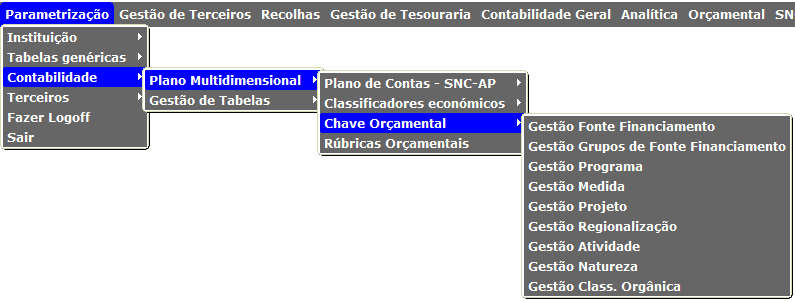 Parametrização Gestão de Terceiros Recolhas Gestão de Tesouraria Contabilidade Geral Analítica Orçamental SN
Instituição
Tabelas genéricas
Contabilidade
Terceiros
Fazer Logoff
Sair
Plano Multidimensional
Gestão de Tabelas
Plano de Contas - SNC-AP
Classificadores económicos
Chave Orçamental
Rúbricas Orçamentais
Gestão Fonte Financiamento
Gestão Grupos de Fonte Financiamento
Gestão Programa
Gestão Medida
Gestão Projeto
Gestão Regionalização
Gestão Atividade
Gestão Natureza
Gestão Class. Orgânica